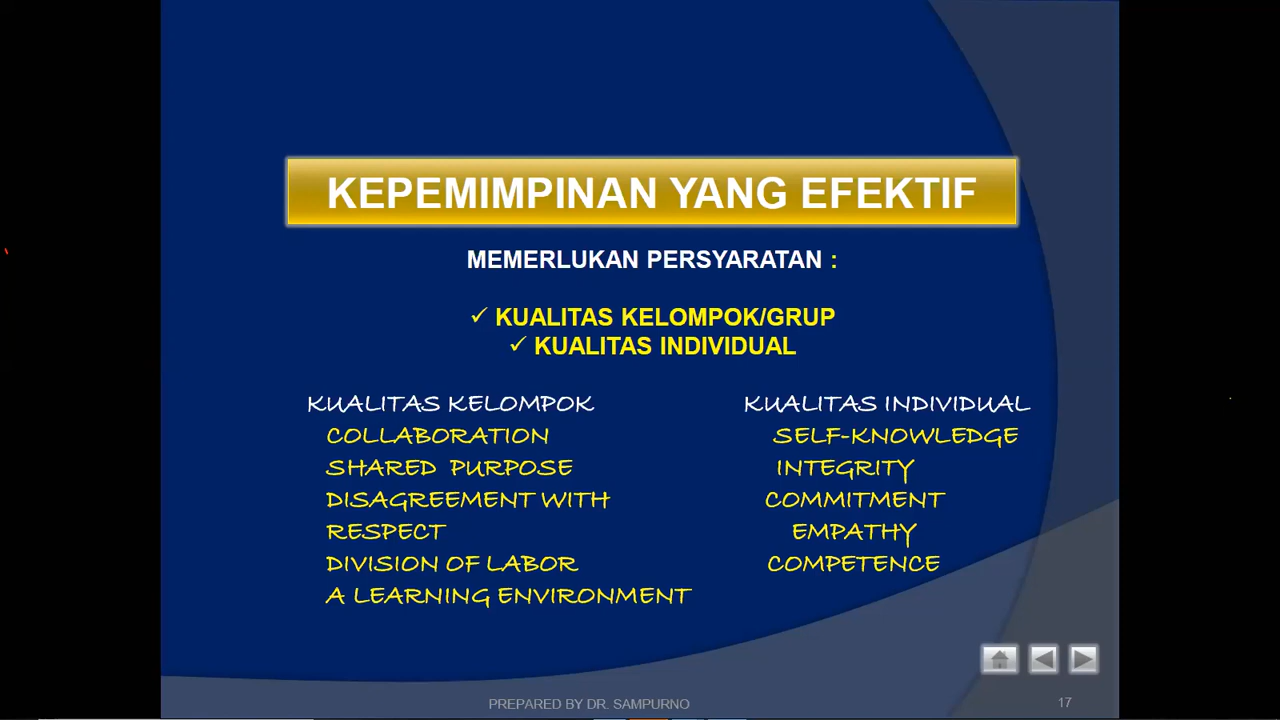 KEPEMIMPINAN YANG EFEKTIF
MEMERLUKAN PERSYARATAN :
✓ KUALITAS KELOMPOK/GRUP
✓ KUALITAS INDIVIDUAL
KUALITAS KELOMPOK
COLLABORATION
SHARED PURPOSE
DISAGREEMENT WITH
RESPECT
DIVISION OF LABOR
A LEARNING ENVIRONMENT
KUALITAS INDIVIDUAL
SELF-KNOWLEDGE
INTEGRITY
COMMITMENT
EMPATHY
COMPETENCE
PREPARED BY DR. SAMPURNO
17